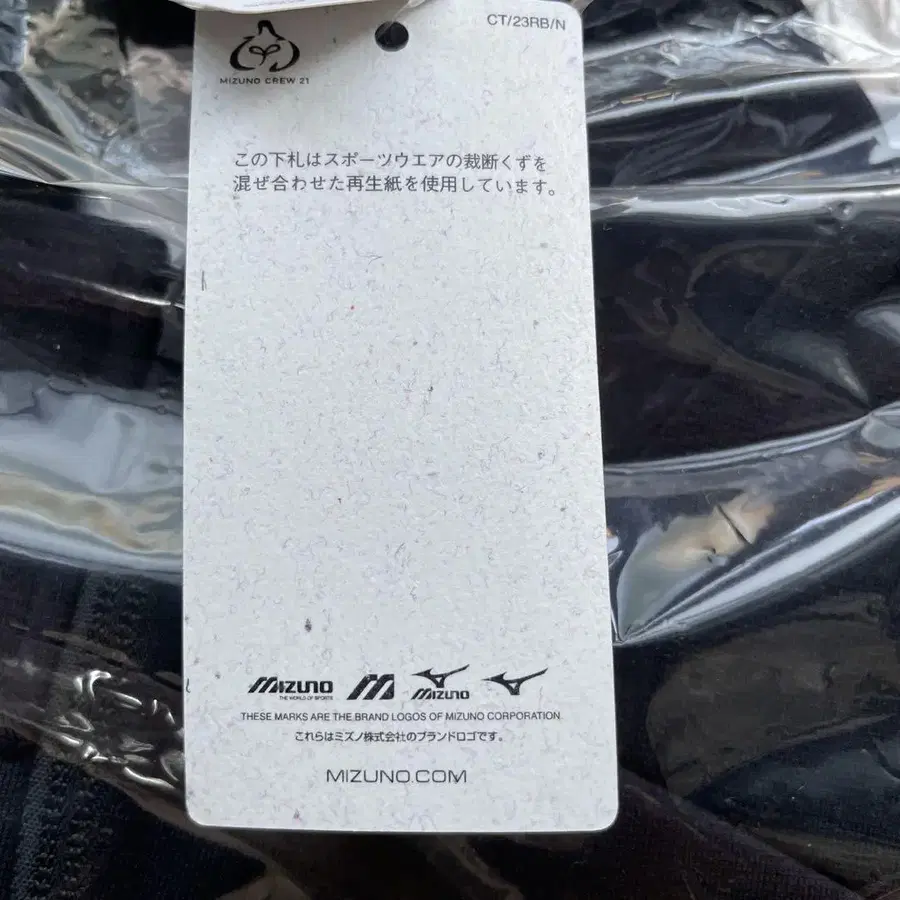 CT/23RB/N
MIZUNO CREW 21
この下札はスポーツウエアの裁断くずを
混ぜ合わせた再生紙を使用しています。
MIZUNO
THE WORLD OF SPORTS
MIZUNO
THESE MARKS ARE THE BRAND LOGOS OF MIZUNO CORPORATION
これらはミズノ株式会社のブランドロゴです。
MIZUNO.COM